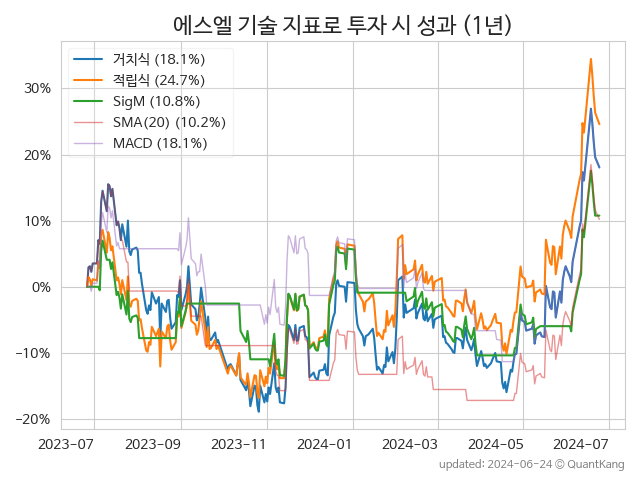 에스엘 기술 지표로 투자 시 성과 (1년)
거치식 (18.1%)
적립식 (24.7%)
SigM (10.8%)
SMA(20) (10.2%)
MACD (18.1%)
30%
20%
10%
0%
−10%
−20%
2023-07 2023-09 2023-11 2024-01 2024-03 2024-05 2024-07
updated: 2024-06-24 © QuantKang